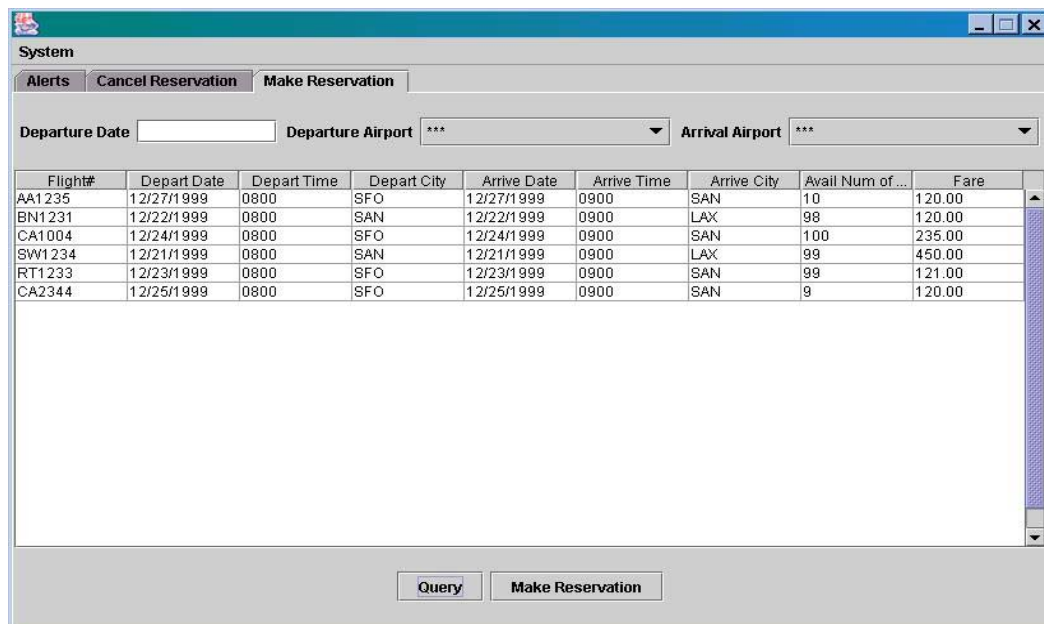 System
Alerts Cancel Reservation Make Reservation
Departure Date Departure Airport *** Arrival Airport ***
Flight# Depart Date Depart Time Depart City Arrive Date Arrive Time Arrive City Avail Num of ... Fare
AA1235 12/27/1999 0800 SFO 12/27/1999 0900 SAN 10 120.00
BN1231 12/22/1999 0800 SAN 12/22/1999 0900 LAX 98 120.00
CA1004 12/24/1999 0800 SFO 12/24/1999 0900 SAN 100 235.00
SW1234 12/21/1999 0800 SAN 12/21/1999 0900 LAX 99 450.00
RT1233 12/23/1999 0800 SFO 12/23/1999 0900 SAN 99 121.00
CA2344 12/25/1999 0800 SFO 12/25/1999 0900 SAN 9 120.00
Query Make Reservation